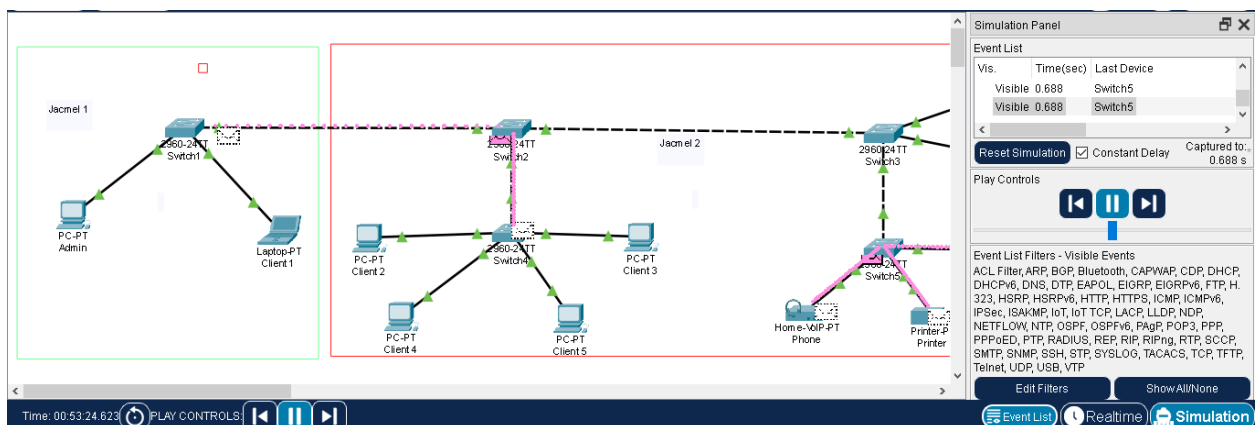 Simulation Panel
Event List
Vis. Time(sec) Last Device
Visible 0.688 Switch5
Visible 0.688 Switch5
Reset Simulation Constant Delay Captured to:
0.688 s
Play Controls
Event List Filters - Visible Events
ACL Filter, ARP, BGP, Bluetooth, CAPWAP, CDP, DHCP,
DHCPv6, DNS, DTP, EAPOL, EIGRP, EIGRPv6, FTP, H.
323, HSRP, HSRPv6, HTTP, HTTPS, ICMP, ICMPv6,
IPSec, ISAKMP, IoT, IoT TCP, LACP, LLDP, NDP,
NETFLOW, NTP, OSPF, OSPFv6, PAgP, POP3, PPP,
PPPoED, PTP, RADIUS, REP, RIP, RIPng, RTP, SCCP,
SMTP, SNMP, SSH, STP, SYSLOG, TACACS, TCP, TFTP,
Telnet, UDP, USB, VTP
Edit Filters Show All/None
Jacmel 1
2960-24TT
Switch1
PC-PT
Admin
Laptop-PT
Client 1
Jacmel 2
2960-24TT
Switch2
2960-24TT
Switch3
PC-PT
Client 2
2960-24TT
Switch4
PC-PT
Client 3
2960-24TT
Switch5
PC-PT
Client 4
PC-PT
Client 5
Home-VoIP-PT
Phone
Printer-P
Printer
Time: 00:53:24.623 PLAY CONTROLS:
Event List Realtime Simulation